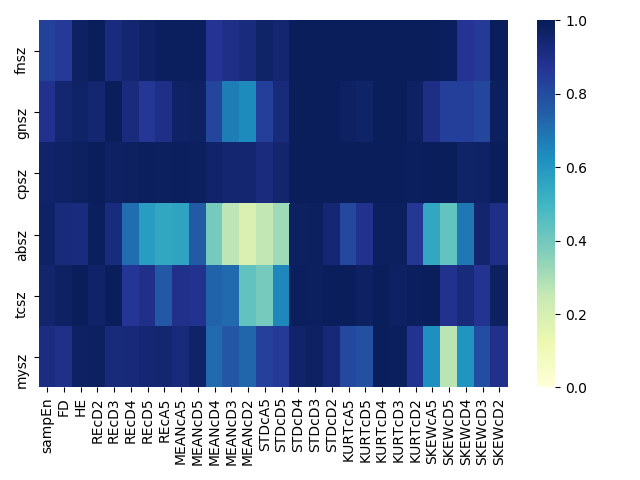 fnsz
gnsz
cpsz
absz
tcsz
mysz
sampEn
FD
HE
REcD2
REcD3
REcD4
REcD5
REcA5
MEANcA5
MEANcD5
MEANcD4
MEANcD3
MEANcD2
STDcA5
STDcD5
STDcD4
STDcD3
STDcD2
KURTcA5
KURTcD5
KURTcD4
KURTcD3
KURTcD2
SKEWcA5
SKEWcD5
SKEWcD4
SKEWcD3
SKEWcD2
1.0
0.8
0.6
0.4
0.2
0.0